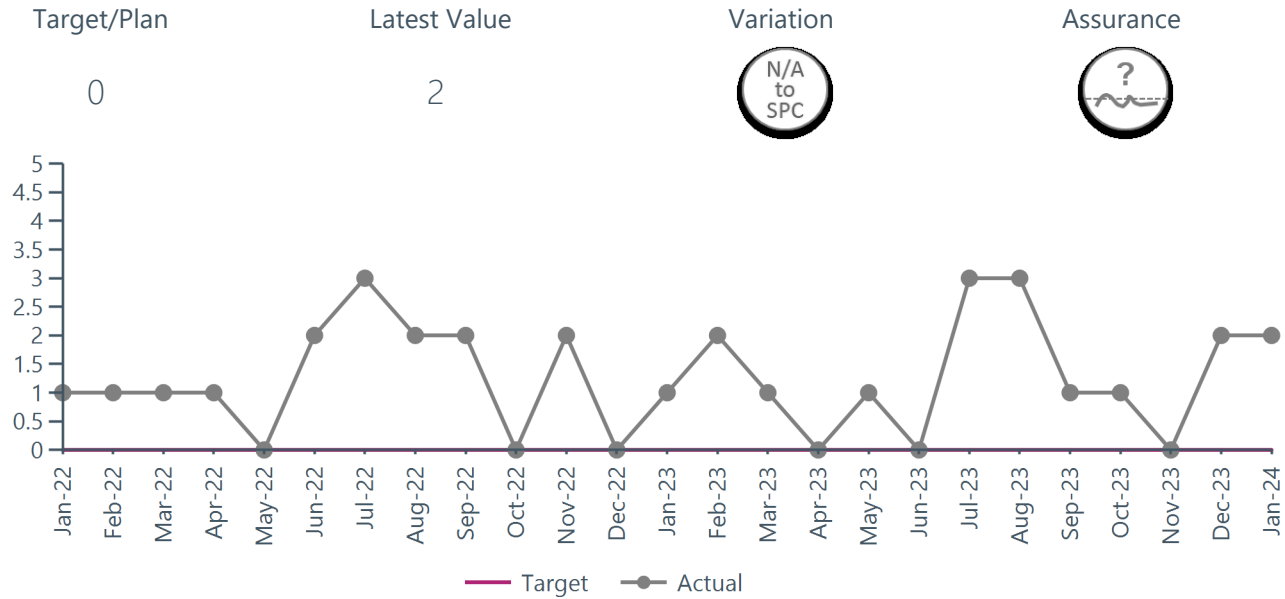 Target/Plan Latest Value Variation Assurance
0 2
N/A
to
SPC
?
5
4.5
4
3.5
3
2.5
2
1.5
1
0.5
0
Jan-22 Feb-22 Mar-22 Apr-22 May-22 Jun-22 Jul-22 Aug-22 Sep-22 Oct-22 Nov-22 Dec-22 Jan-23 Feb-23 Mar-23 Apr-23 May-23 Jun-23 Jul-23 Aug-23 Sep-23 Oct-23 Nov-23 Dec-23 Jan-24
Target Actual